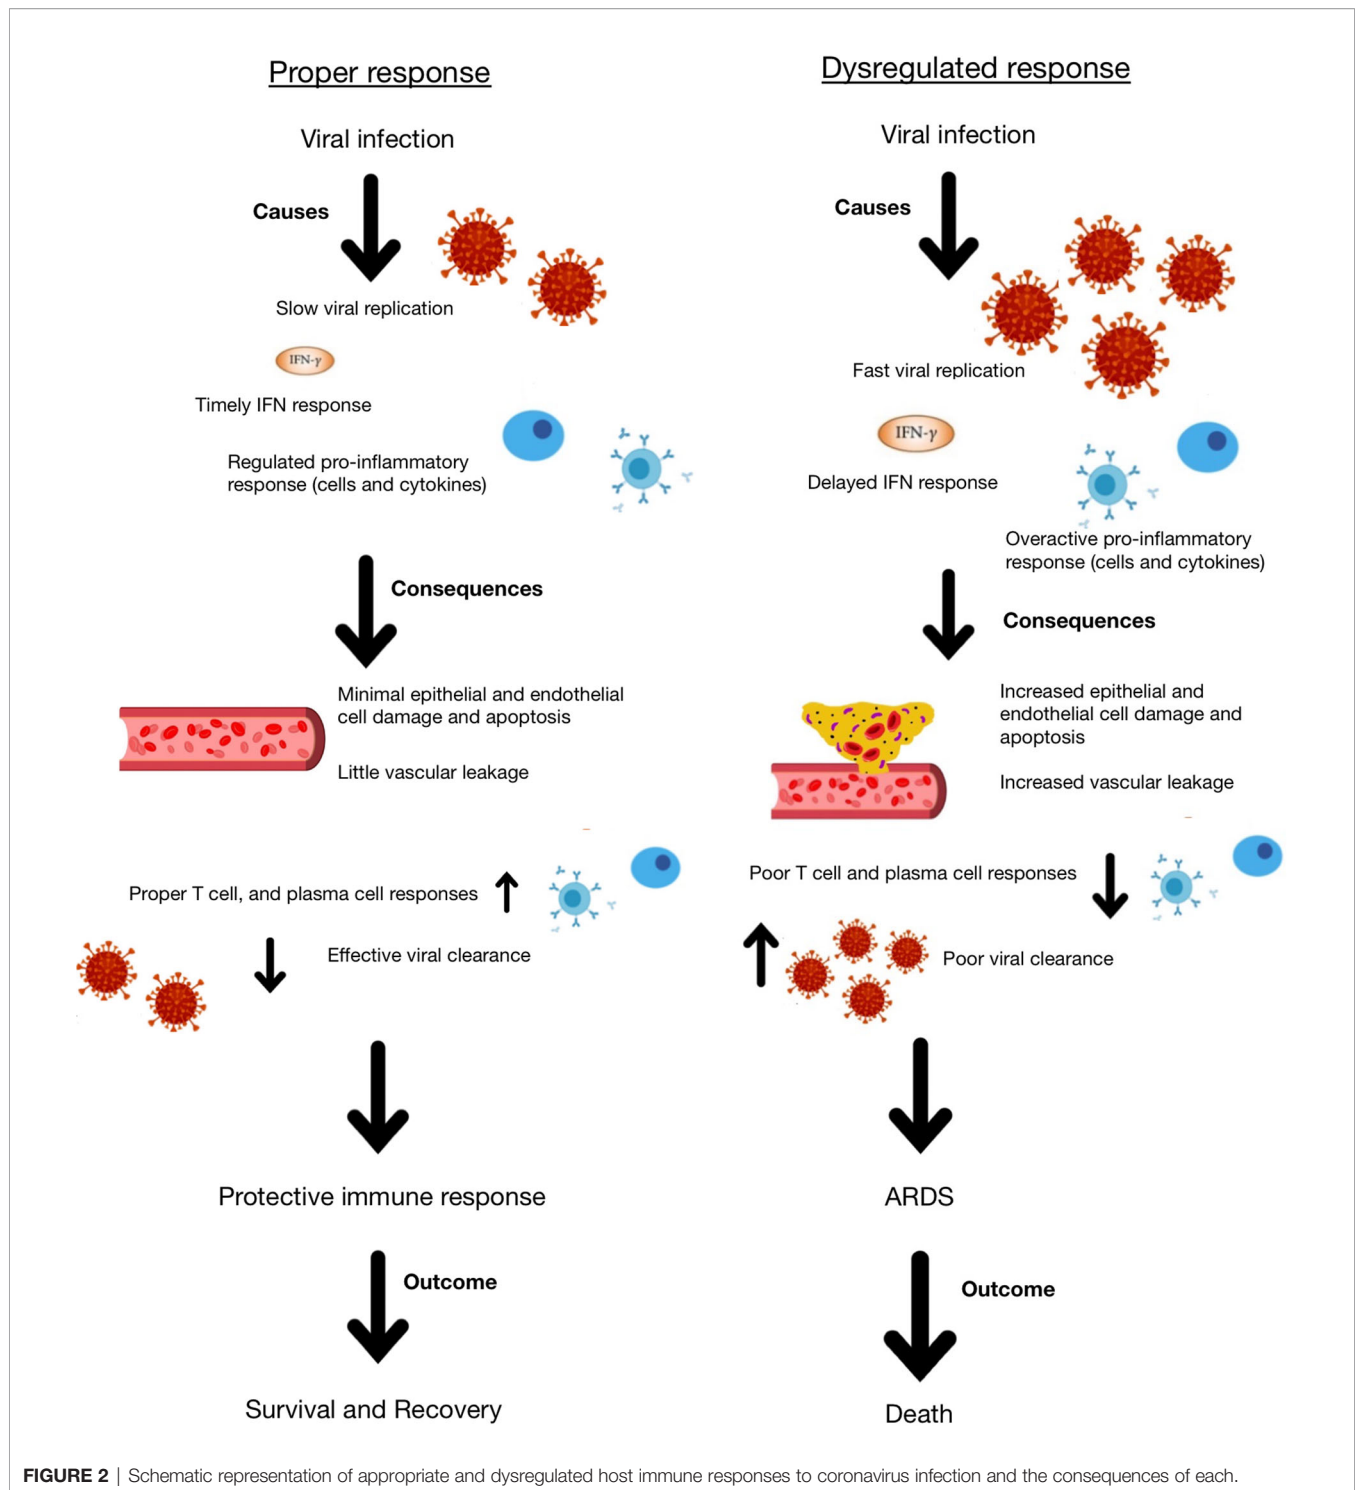 Proper response
Viral infection
Causes
Slow viral replication
IFN-γ
Timely IFN response
Regulated pro-inflammatory
response (cells and cytokines)
Consequences
Minimal epithelial and endothelial
cell damage and apoptosis
Little vascular leakage
Proper T cell, and plasma cell responses
Effective viral clearance
Protective immune response
Outcome
Survival and Recovery
Dysregulated response
Viral infection
Causes
Fast viral replication
IFN-γ
Delayed IFN response
Overactive pro-inflammatory
response (cells and cytokines)
Consequences
Increased epithelial and
endothelial cell damage and
apoptosis
Increased vascular leakage
Poor T cell and plasma cell responses
Poor viral clearance
ARDS
Outcome
Death
FIGURE 2 | Schematic representation of appropriate and dysregulated host immune responses to coronavirus infection and the consequences of each.